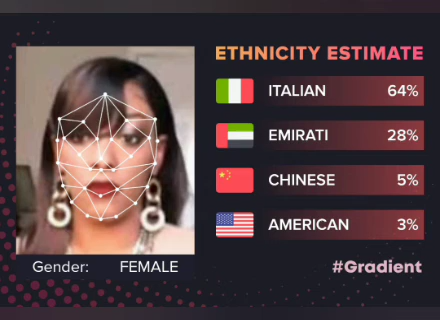 ETHNICITY ESTIMATE
ITALIAN 64%
EMIRATI 28%
CHINESE 5%
AMERICAN 3%
Gender: FEMALE
#Gradient